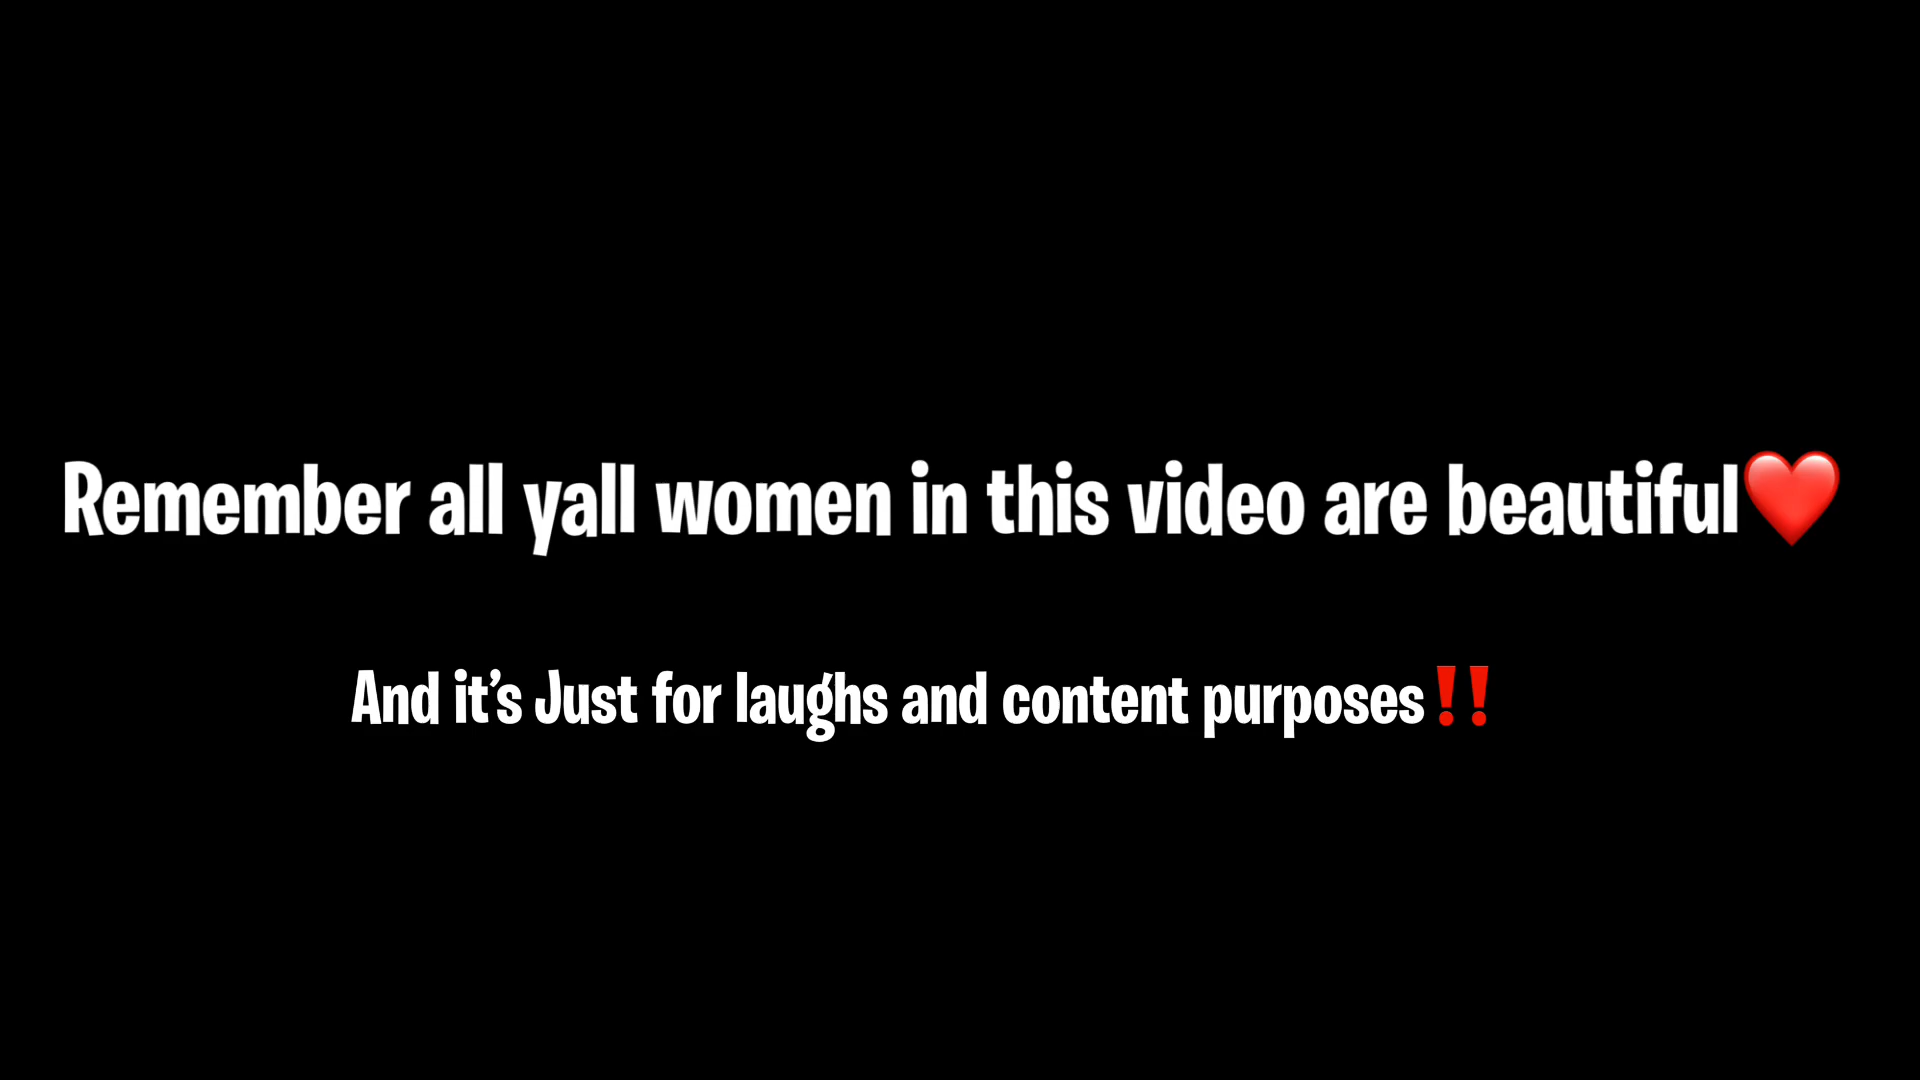 Remember all yall women in this video are beautiful❤️
And it’s Just for laughs and content purposes‼️